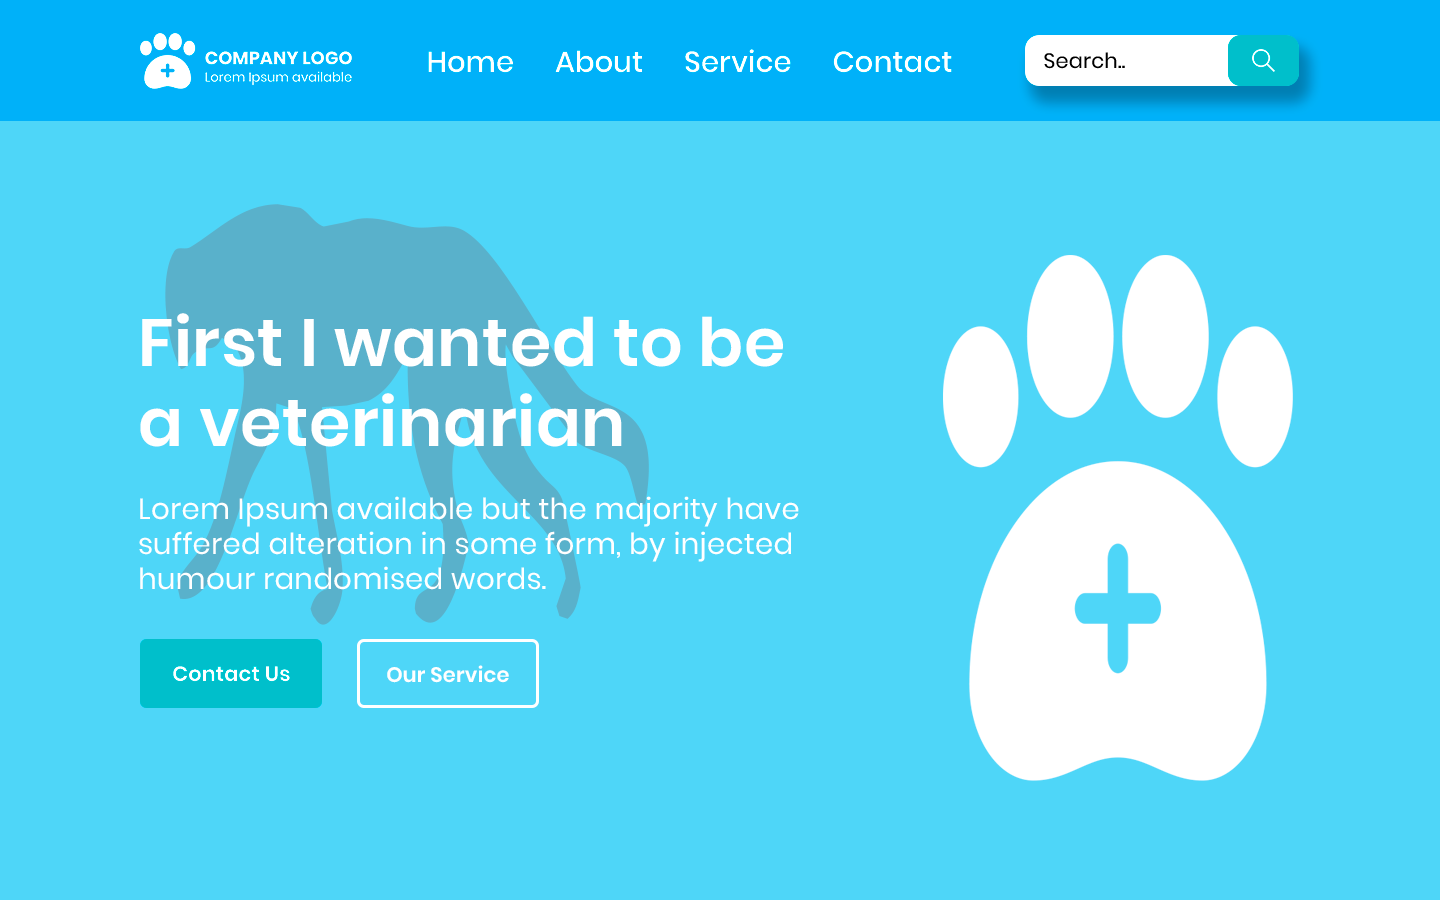 COMPANY LOGO
Lorem Ipsum available
Home About Service Contact
Search..
First I wanted to be
a veterinarian
Lorem Ipsum available but the majority have
suffered alteration in some form, by injected
humour randomised words.
Contact Us
Our Service